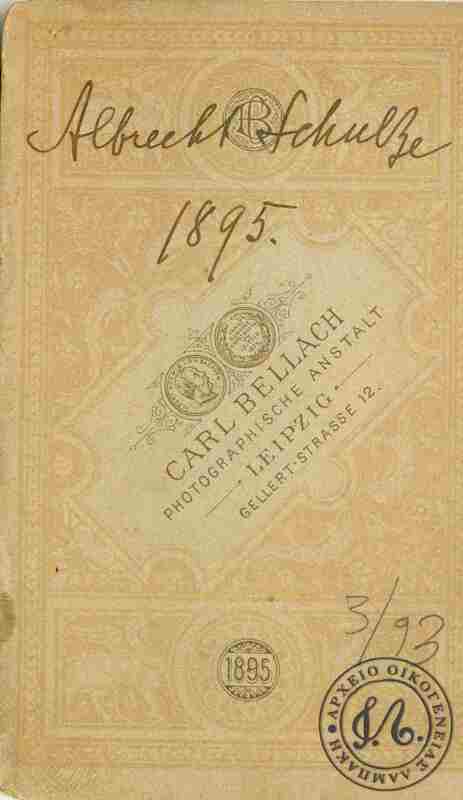 Albrecht Schultze
1895.
CARL BELLACH
PHOTOGRAPHISCHE ANSTALT
LEIPZIG
GELLERT-STRASSE 12.
3/93
1895
ΑΡΧΕΙΟ ΟΙΚΟΓΕΝΕΙΑΣ ΛΑΜΠΑΚΗ